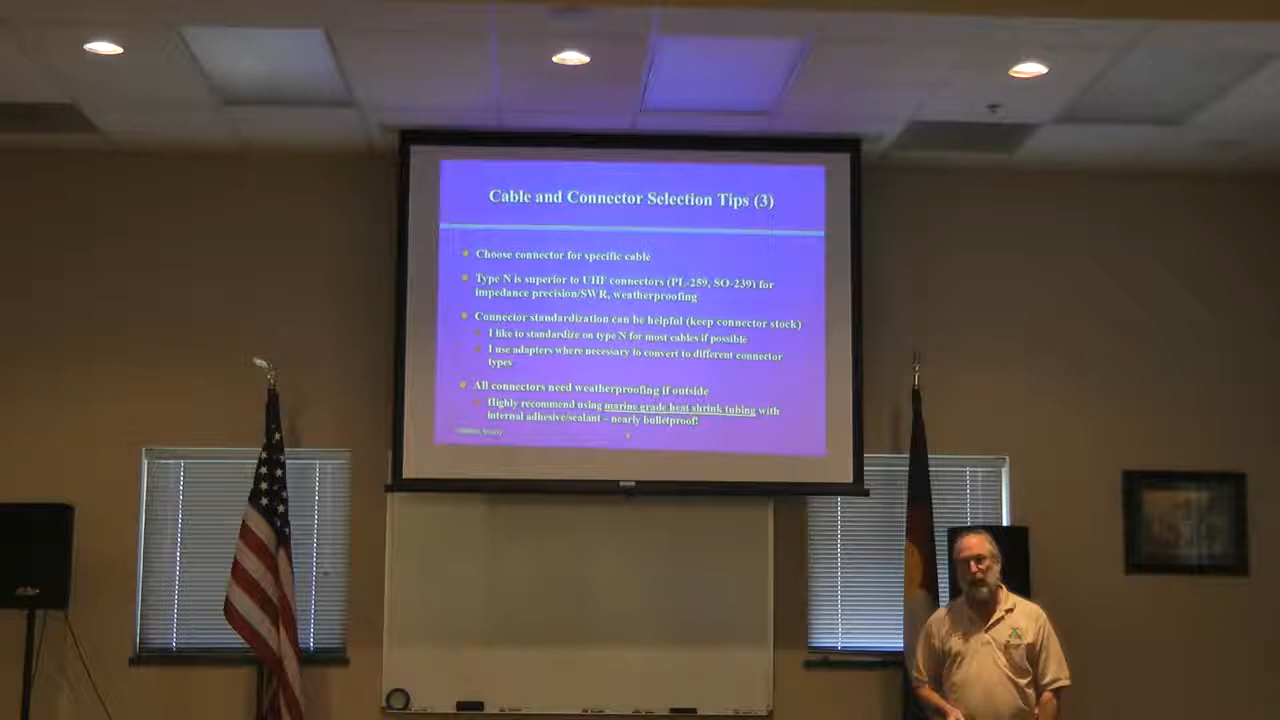 Cable and Connector Selection Tips (3)
Choose connector for specific cable
Type N is superior to UHF connectors (PL-259, SO-239) for
impedance precision/SWR, weatherproofing
Connector standardization can be helpful (keep connector stock)
I like to standardize on type N for most cables if possible
I use adapters where necessary to convert to different connector
types
All connectors need weatherproofing if outside
Highly recommend using marine grade heat shrink tubing with
internal adhesive/sealant – nearly bulletproof!